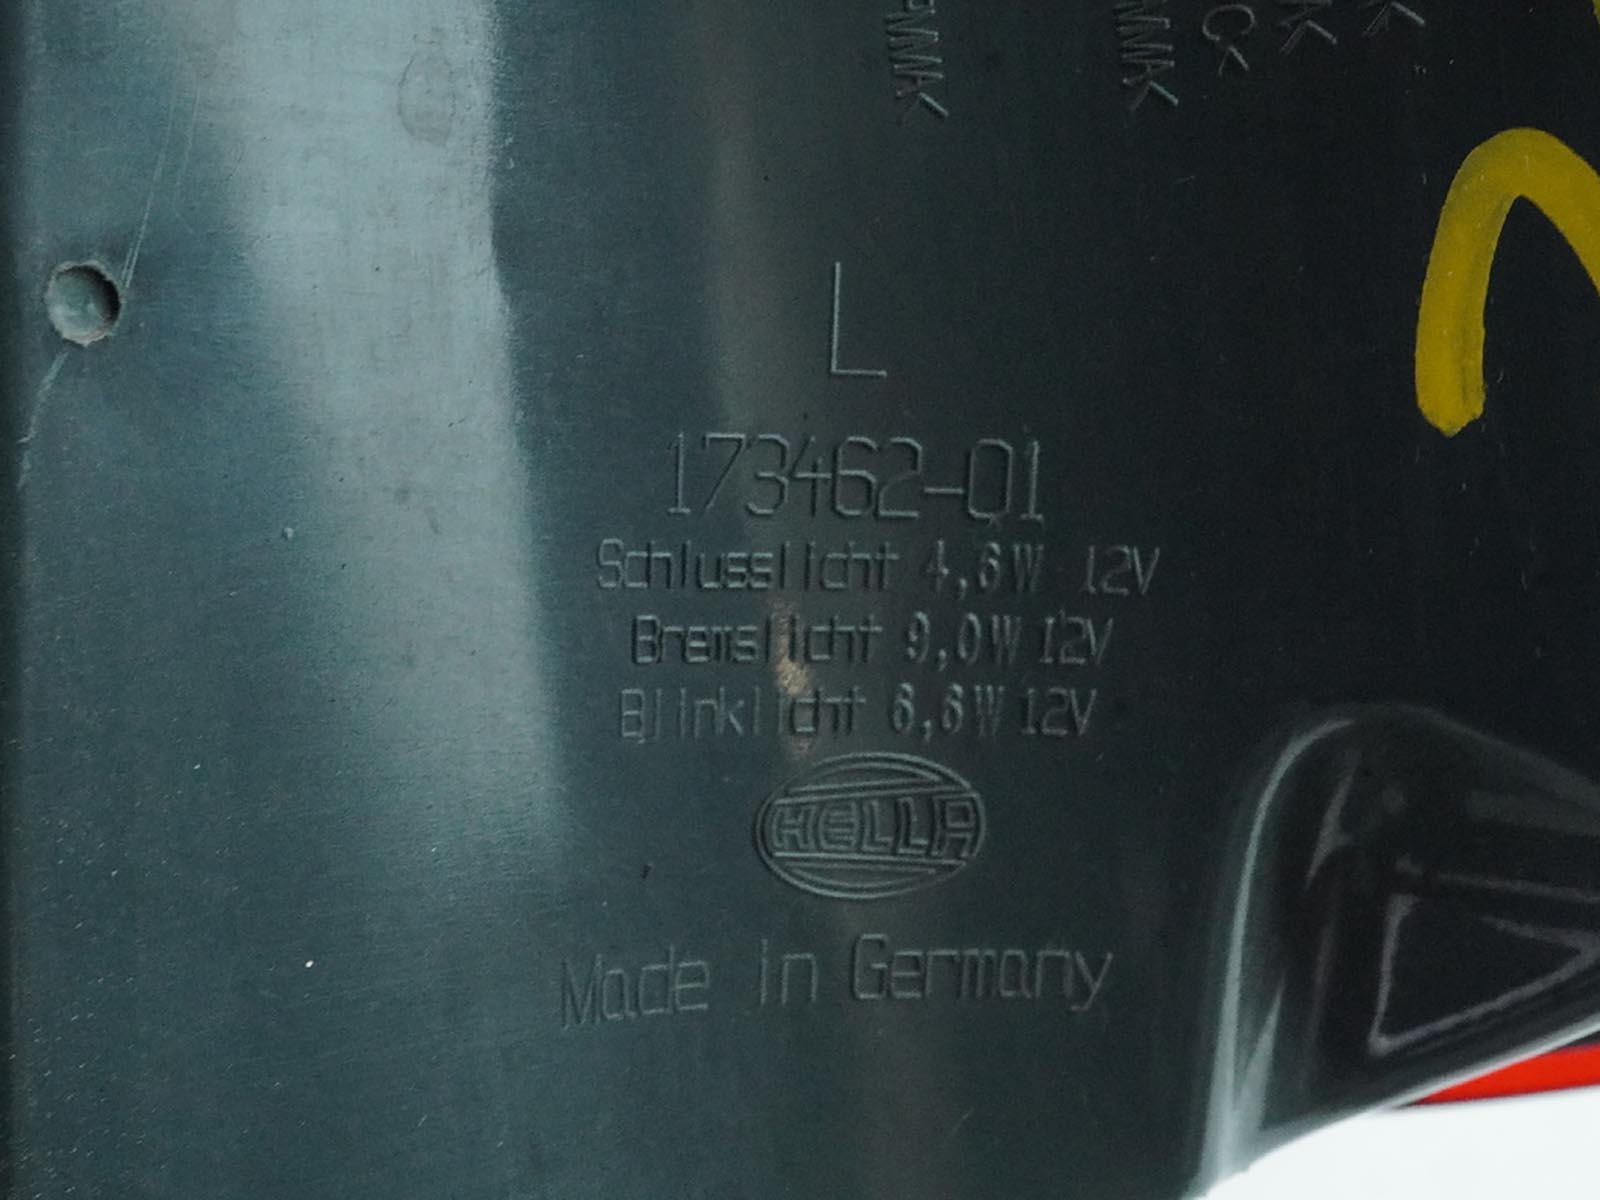 L
173462-01
Schlusslicht 4,6W 12V
Bremslicht 9,0W 12V
Blinklicht 6,6W 12V
HELLA
Made in Germany